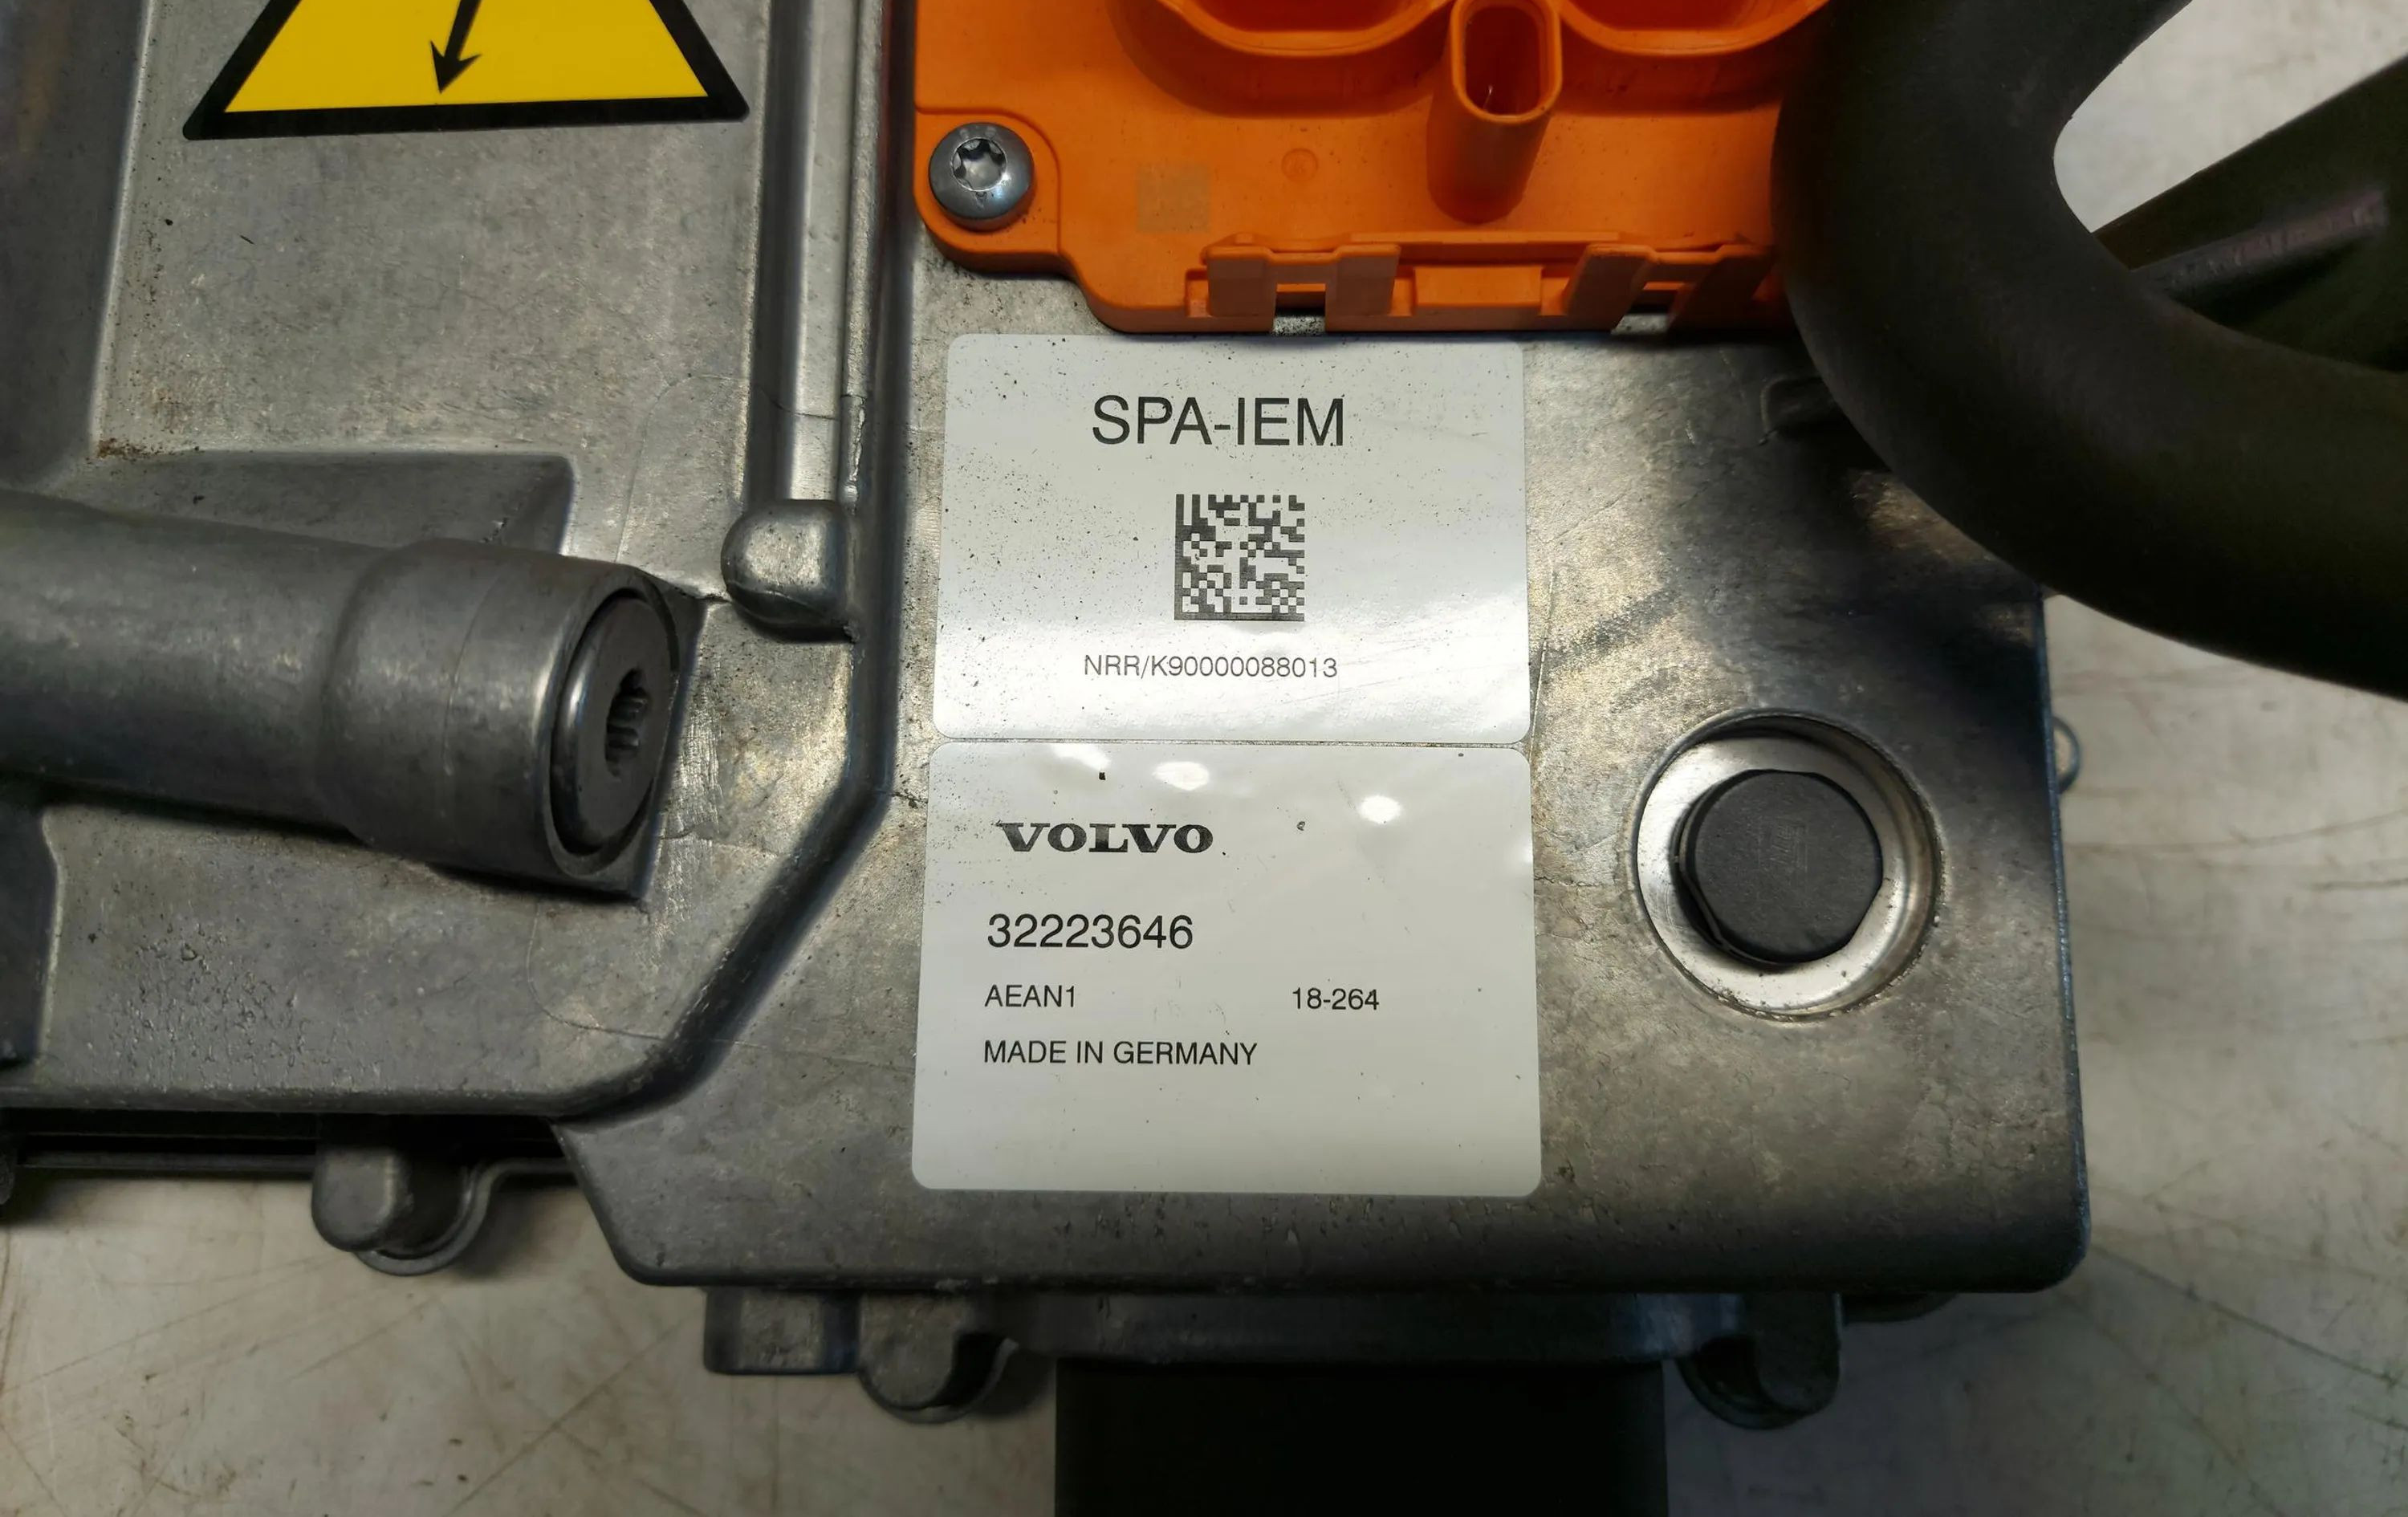 SPA-IEM
NRR/K90000088013
VOLVO
32223646
AEAN1 18-264
MADE IN GERMANY